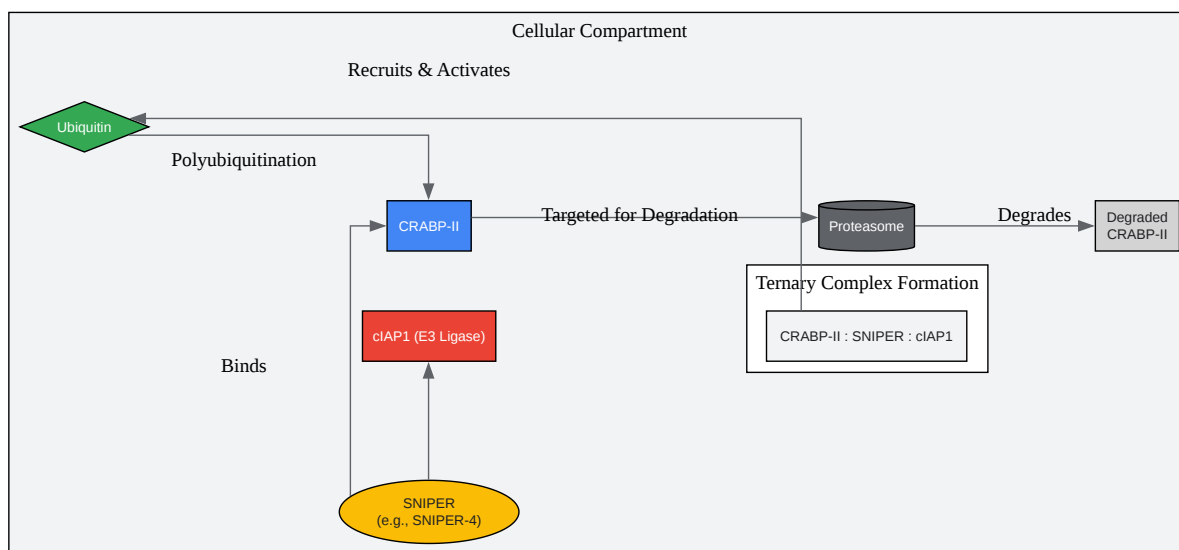 Cellular Compartment
Recruits & Activates
Ubiquitin
Polyubiquitination
CRABP-II
Targeted for Degradation
Proteasome
Degrades
Degraded
CRABP-II
Ternary Complex Formation
CRABP-II : SNIPER : cIAP1
cIAP1 (E3 Ligase)
Binds
SNIPER
(e.g., SNIPER-4)